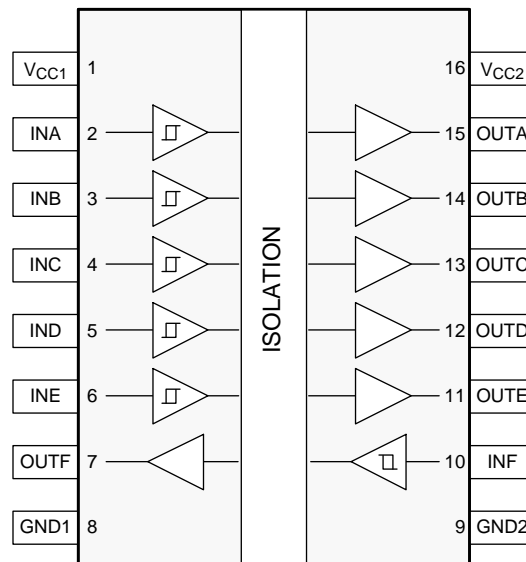 VCC1 1 16 VCC2
INA 2 15 OUTA
INB 3 14 OUTB
INC 4 13 OUTC
IND 5 12 OUTD
INE 6 11 OUTE
OUTF 7 10 INF
GND1 8 9 GND2
ISOLATION